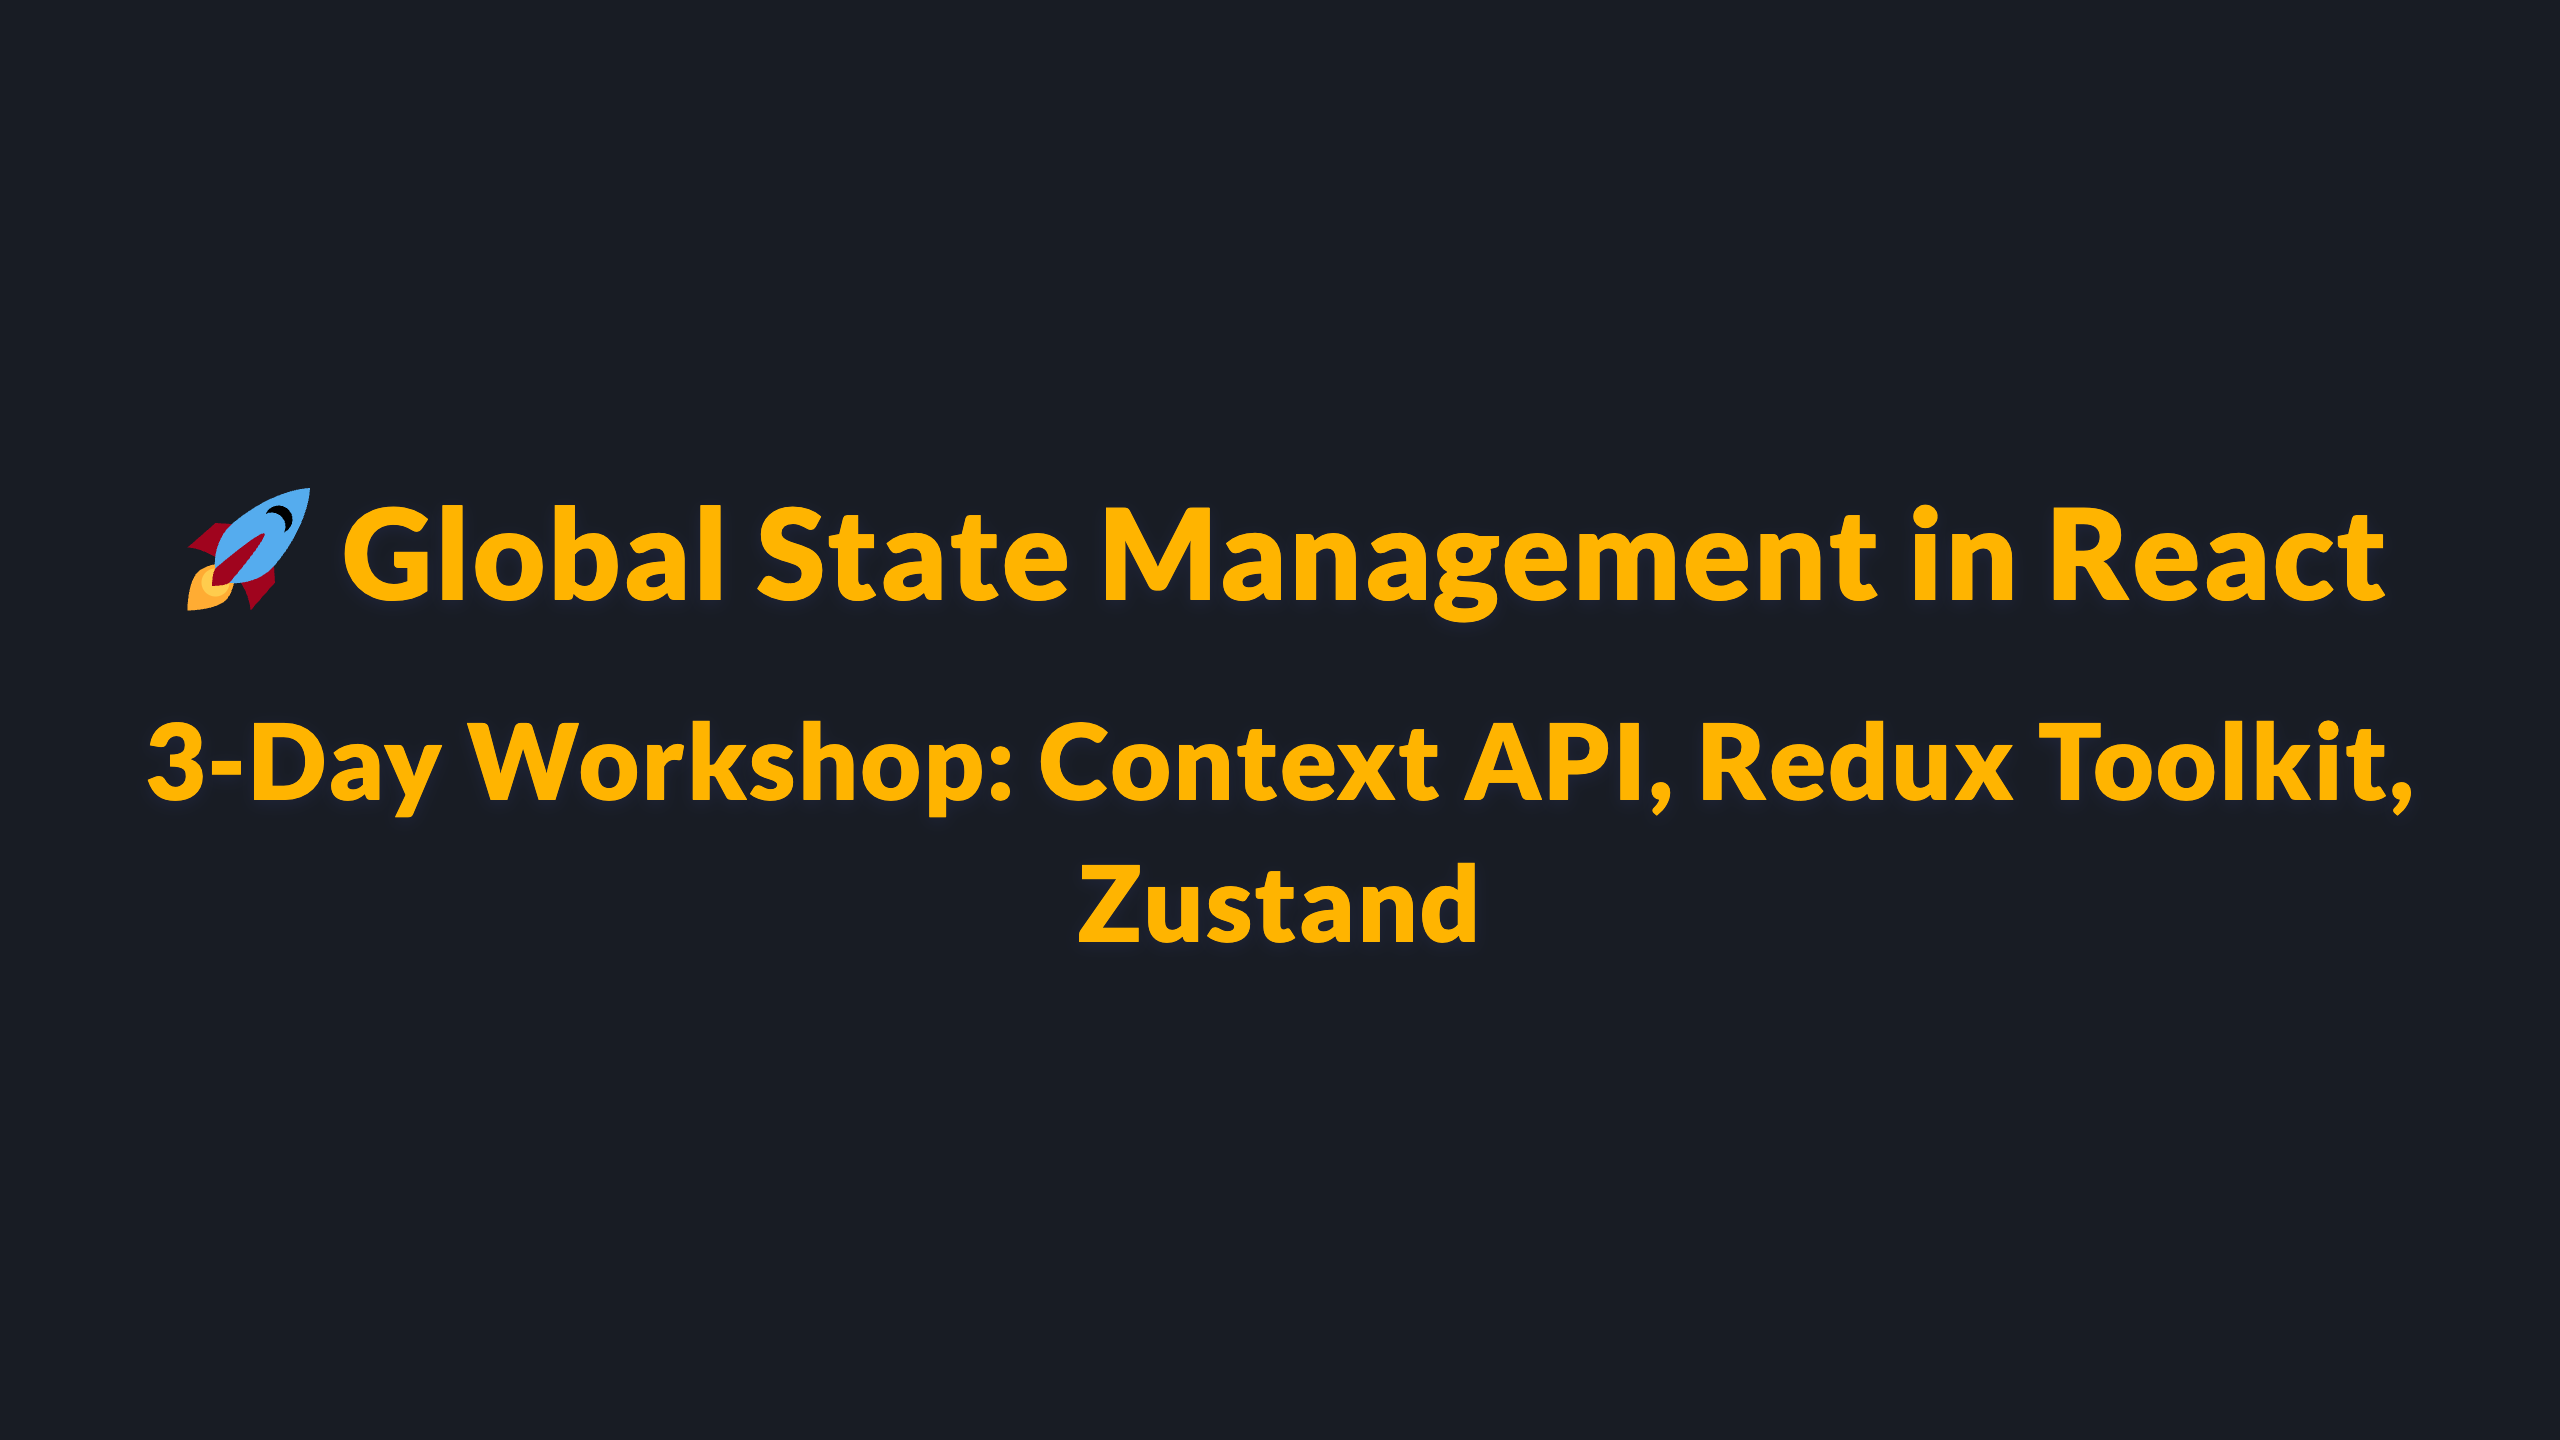 🚀 Global State Management in React
3-Day Workshop: Context API, Redux Toolkit,
Zustand